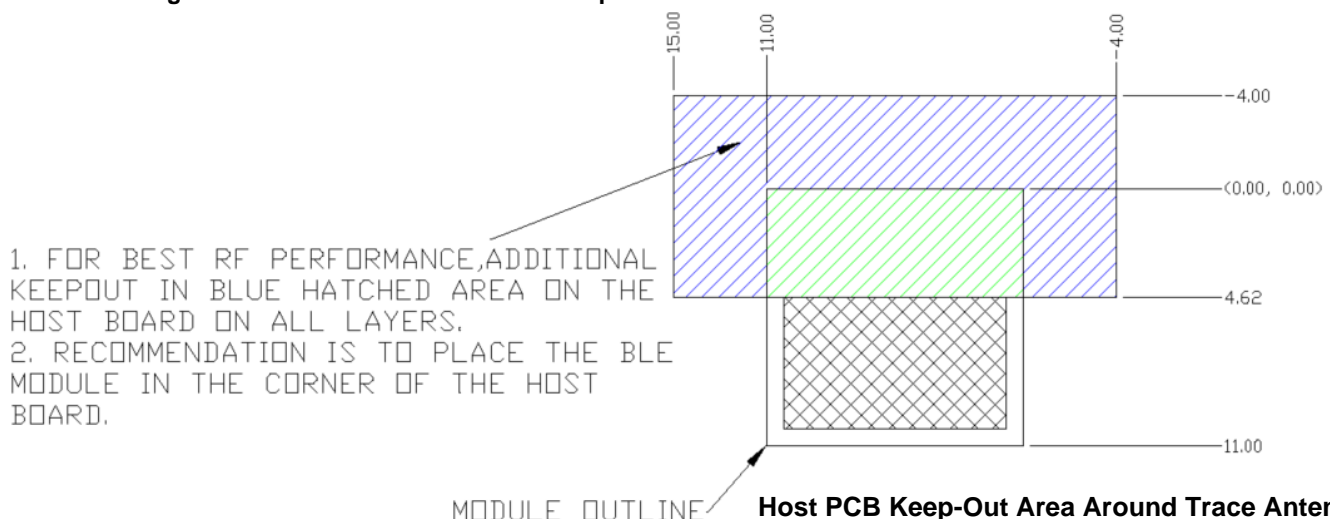 15.00
11.00
-4.00
-4.00
(0.00, 0.00)
1. FOR BEST RF PERFORMANCE,ADDITIONAL
KEEPOUT IN BLUE HATCHED AREA ON THE
HOST BOARD ON ALL LAYERS.
2. RECOMMENDATION IS TO PLACE THE BLE
MODULE IN THE CORNER OF THE HOST
BOARD.
4.62
11.00
MODULE OUTLINE
Host PCB Keep-Out Area Around Trace